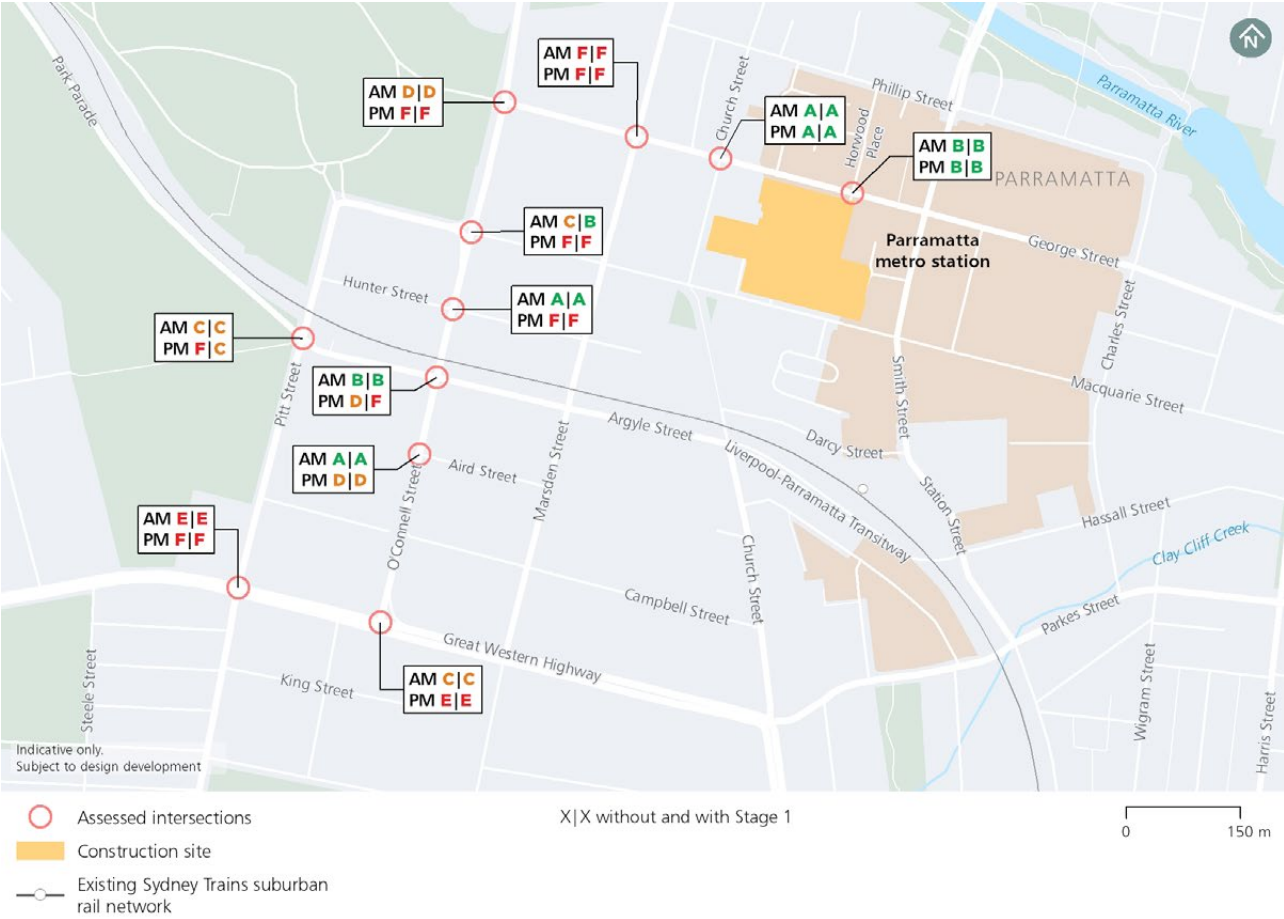 N
Park Parade
AM F|F
PM F|F
AM D|D
PM F|F
Church Street
Phillip Street
Parramatta River
AM A|A
PM A|A
Horwood
Place
AM B|B
PM B|B
PARRAMATTA
AM C|B
PM F|F
Parramatta
metro station
George Street
Hunter Street
AM A|A
PM F|F
AM C|C
PM F|C
Charles Street
AM B|B
PM D|F
Pitt Street
Smith Street
Macquarie Street
Argyle Street
Darcy Street
Marsden Street
Liverpool-Parramatta Transitway
AM A|A
PM D|D
Aird Street
O'Connell Street
Station Street
Hassall Street
AM E|E
PM F|F
Clay Cliff Creek
Church Street
Campbell Street
Parkes Street
Great Western Highway
AM C|C
PM E|E
King Street
Steele Street
Wigram Street
Harris Street
Indicative only.
Subject to design development
Assessed intersections
X|X without and with Stage 1
0
150 m
Construction site
Existing Sydney Trains suburban
rail network